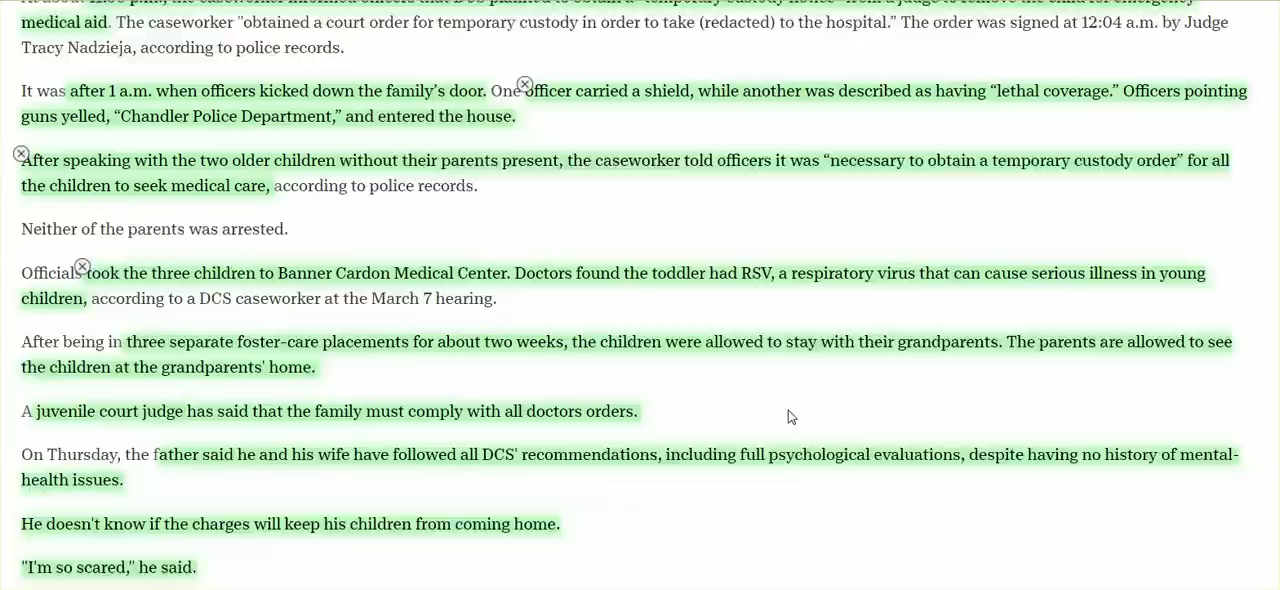 medical aid. The caseworker "obtained a court order for temporary custody in order to take (redacted) to the hospital.” The order was signed at 12:04 a.m. by Judge
Tracy Nadzieja, according to police records.
It was after 1 a.m. when officers kicked down the family’s door. One officer carried a shield, while another was described as having “lethal coverage.” Officers pointing
guns yelled, “Chandler Police Department,” and entered the house.
After speaking with the two older children without their parents present, the caseworker told officers it was “necessary to obtain a temporary custody order” for all
the children to seek medical care, according to police records.
Neither of the parents was arrested.
Officials took the three children to Banner Cardon Medical Center. Doctors found the toddler had RSV, a respiratory virus that can cause serious illness in young
children, according to a DCS caseworker at the March 7 hearing.
After being in three separate foster-care placements for about two weeks, the children were allowed to stay with their grandparents. The parents are allowed to see
the children at the grandparents' home.
A juvenile court judge has said that the family must comply with all doctors orders.
On Thursday, the father said he and his wife have followed all DCS' recommendations, including full psychological evaluations, despite having no history of mental-
health issues.
He doesn't know if the charges will keep his children from coming home.
"I'm so scared," he said.